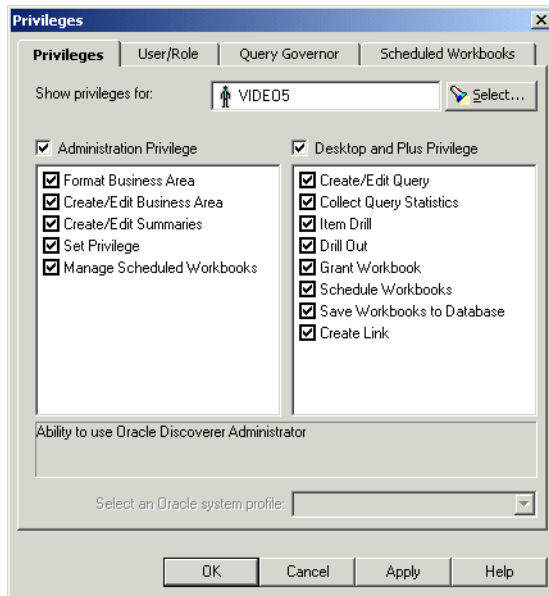 Privileges
Privileges User/Role Query Governor Scheduled Workbooks
Show privileges for: VIDEO5 Select...
Administration Privilege
Format Business Area
Create/Edit Business Area
Create/Edit Summaries
Set Privilege
Manage Scheduled Workbooks
Desktop and Plus Privilege
Create/Edit Query
Collect Query Statistics
Item Drill
Drill Out
Grant Workbook
Schedule Workbooks
Save Workbooks to Database
Create Link
Ability to use Oracle Discoverer Administrator
Select an Oracle system profile:
OK Cancel Apply Help